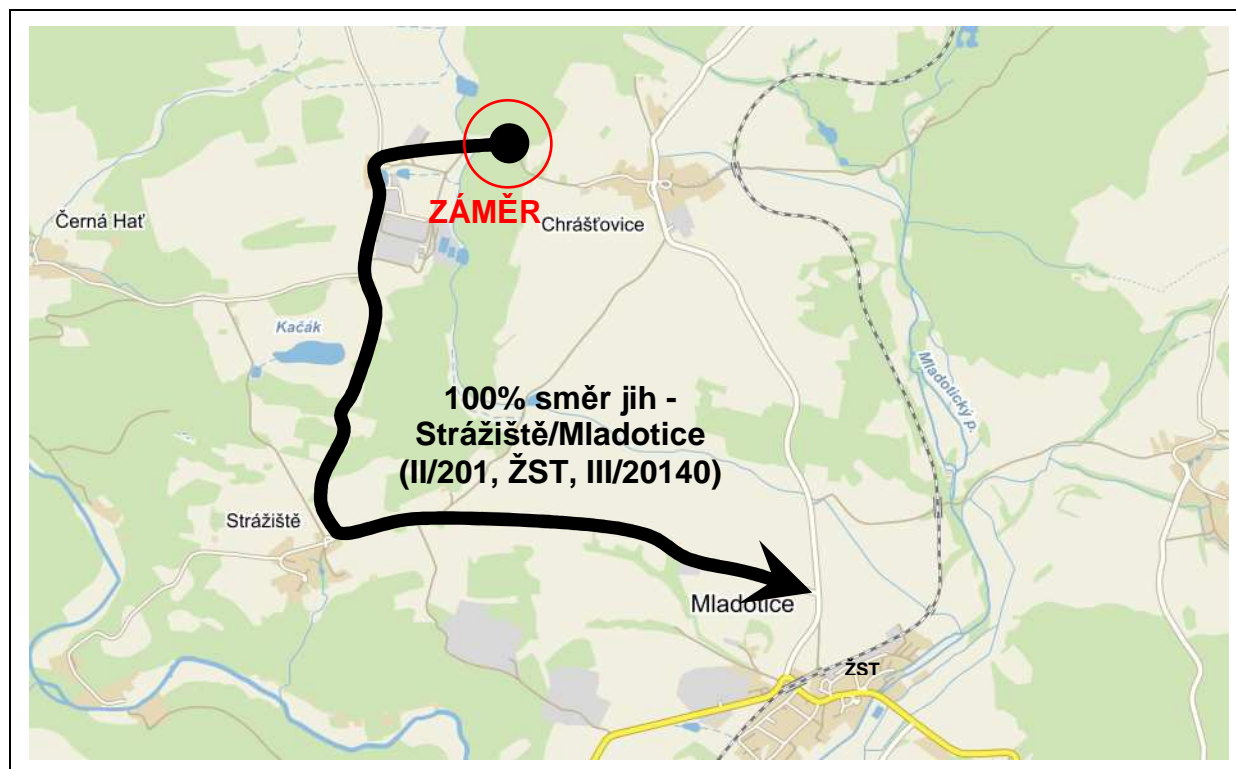 ZÁMĚR
Chrášťovice
Černá Hať
Kačák
Mladotický p.
100% směr jih -
Strážiště/Mladotice
(II/201, ŽST, III/20140)
Strážiště
Mladotice
ŽST